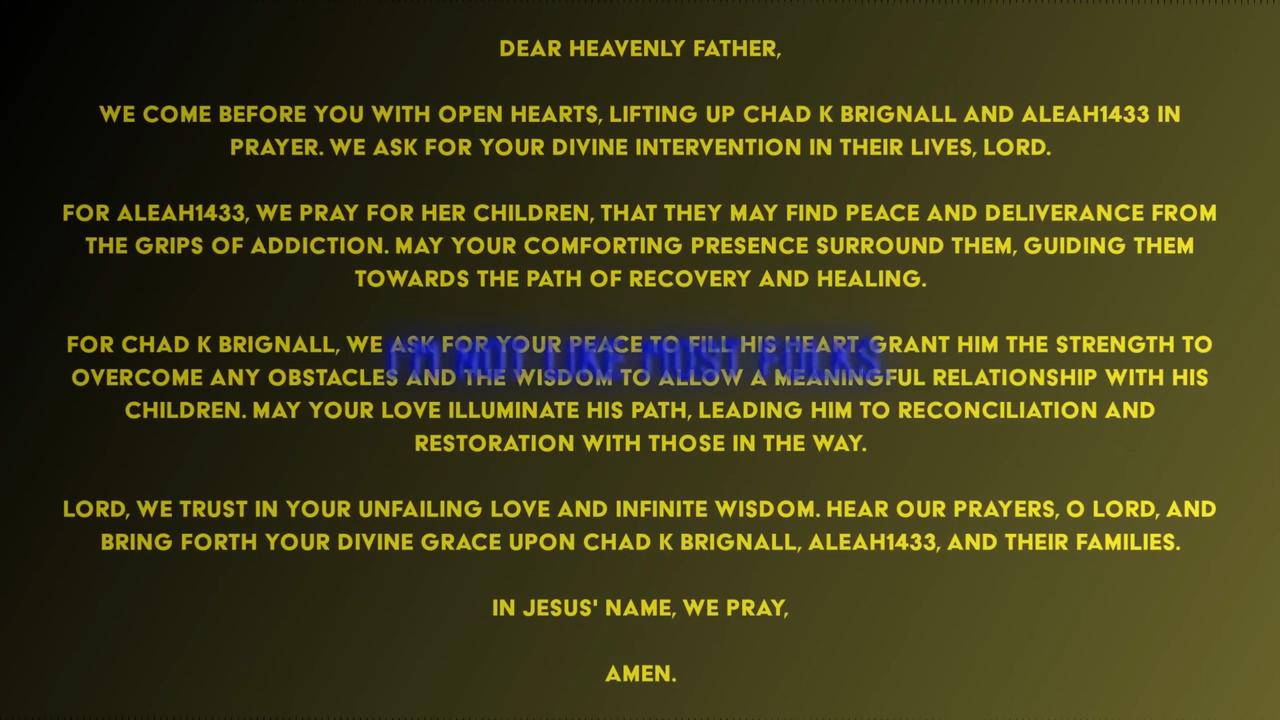 DEAR HEAVENLY FATHER,
WE COME BEFORE YOU WITH OPEN HEARTS, LIFTING UP CHAD K BRIGNALL AND ALEAH1433 IN
PRAYER. WE ASK FOR YOUR DIVINE INTERVENTION IN THEIR LIVES, LORD.
FOR ALEAH1433, WE PRAY FOR HER CHILDREN, THAT THEY MAY FIND PEACE AND DELIVERANCE FROM
THE GRIPS OF ADDICTION. MAY YOUR COMFORTING PRESENCE SURROUND THEM, GUIDING THEM
TOWARDS THE PATH OF RECOVERY AND HEALING.
FOR CHAD K BRIGNALL, WE ASK FOR YOUR PEACE TO FILL HIS HEART. GRANT HIM THE STRENGTH TO
I'M NOT LIKE MOST
OVERCOME ANY OBSTACLES AND THE WISDOM TO ALLOW A MEANINGFUL RELATIONSHIP WITH HIS
CHILDREN. MAY YOUR LOVE ILLUMINATE HIS PATH, LEADING HIM TO RECONCILIATION AND
RESTORATION WITH THOSE IN THE WAY.
LORD, WE TRUST IN YOUR UNFAILING LOVE AND INFINITE WISDOM. HEAR OUR PRAYERS, O LORD, AND
BRING FORTH YOUR DIVINE GRACE UPON CHAD K BRIGNALL, ALEAH1433, AND THEIR FAMILIES.
IN JESUS' NAME, WE PRAY,
AMEN.